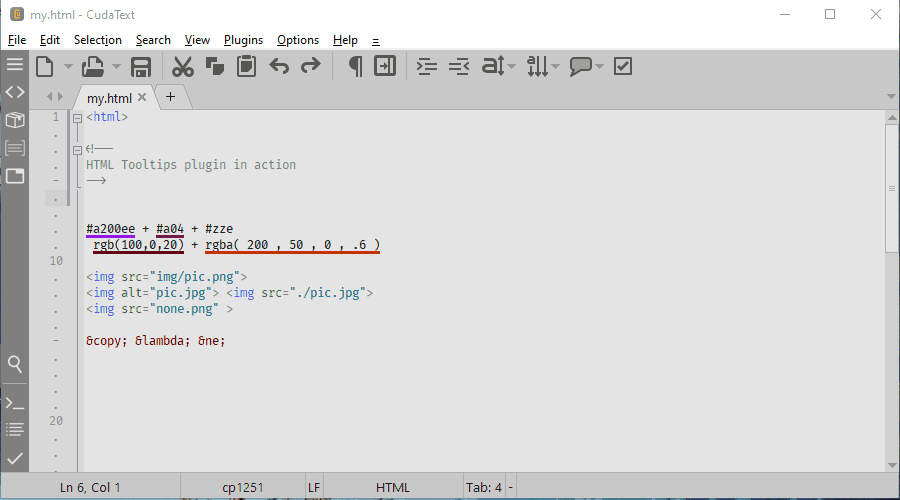 my.html - CudaText
File Edit Selection Search View Plugins Options Help =
my.html × +
1 <html>
<!--
HTML Tooltips plugin in action
-->
#a200ee + #a04 + #zze
rgb(100,0,20) + rgba( 200 , 50 , 0 , .6 )
10
<img src="img/pic.png">
<img alt="pic.jpg"> <img src="./pic.jpg">
<img src="none.png" >
&copy; &lambda; &ne;
20
Ln 6, Col 1 cp1251 LF HTML Tab: 4 -